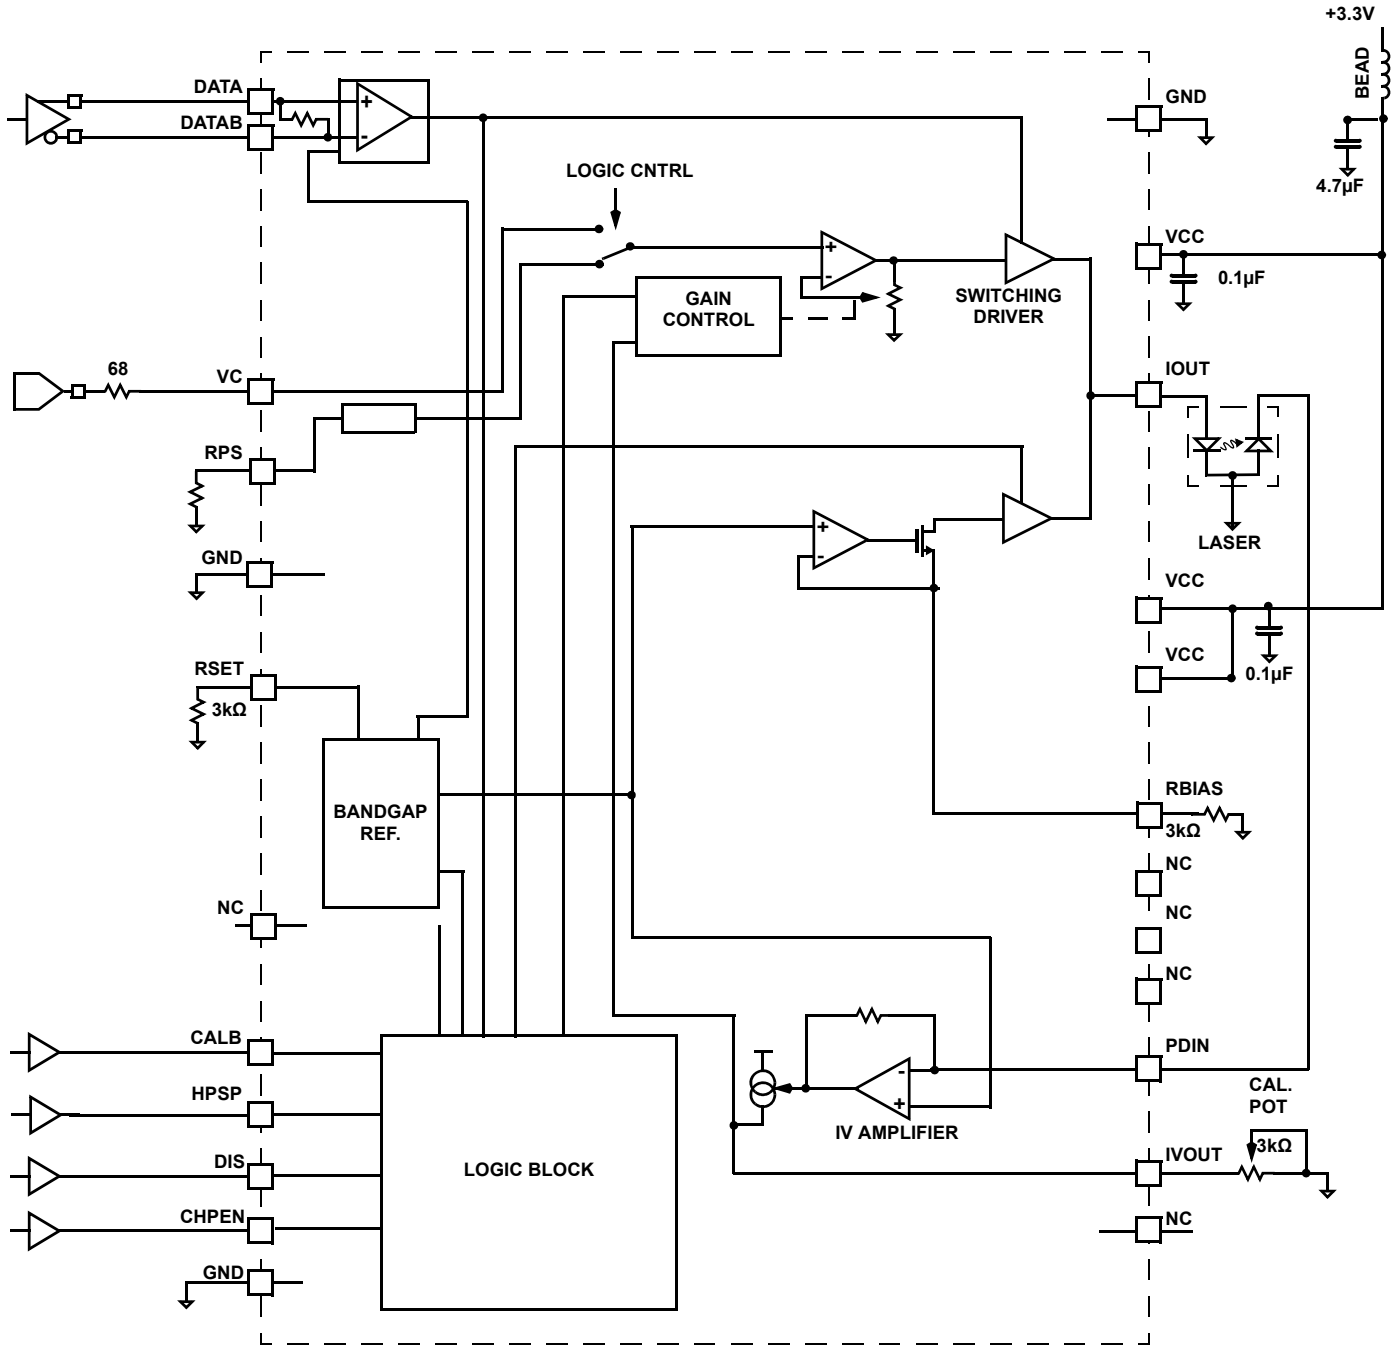 +3.3V
BEAD
DATA
GND
DATAB
LOGIC CNTRL
4.7µF
+
-
VCC
+
-
0.1µF
GAIN
CONTROL
SWITCHING
DRIVER
68
VC
IOUT
RPS
LASER
+
-
GND
VCC
RSET
VCC
3kΩ
0.1µF
BANDGAP
REF.
RBIAS
3kΩ
NC
NC
NC
NC
CALB
PDIN
-
+
HPSP
CAL.
POT
IV AMPLIFIER
3kΩ
DIS
LOGIC BLOCK
IVOUT
CHPEN
NC
GND